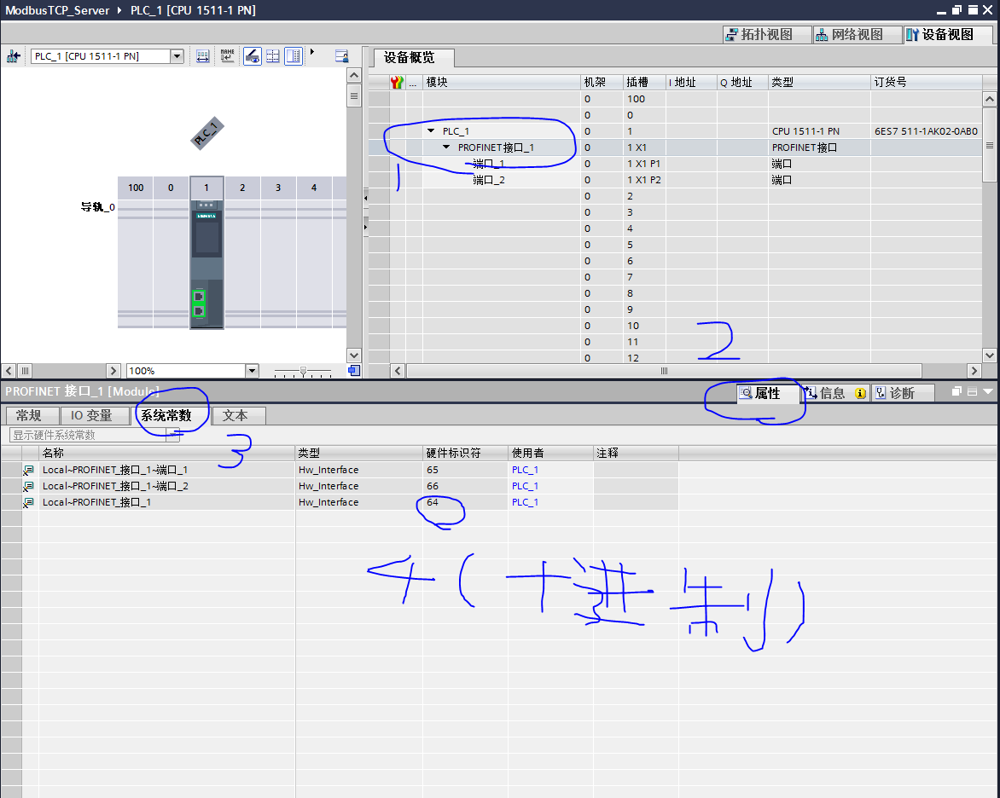 ModbusTCP_Server ▸ PLC_1 [CPU 1511-1 PN]
拓扑视图 网络视图 设备视图
PLC_1 [CPU 1511-1 PN] NAME
设备概览
... 模块 机架 插槽 I 地址 Q 地址 类型 订货号
0 100
0 0
PLC_1 0 1 CPU 1511-1 PN 6ES7 511-1AK02-0AB0
PROFINET接口_1 0 1 X1 PROFINET接口
端口_1 0 1 X1 P1 端口
端口_2 0 1 X1 P2 端口
0 2
0 3
0 4
0 5
0 6
0 7
0 8
0 9
0 10
0 11
0 12
1
2
PLC_1
100 0 1 2 3 4
导轨_0
SIEMENS
100%
PROFINET 接口_1 [Module]
属性 信息 诊断
常规 IO 变量 系统常数 文本
3
显示硬件系统常数
名称 类型 硬件标识符 使用者 注释
Local~PROFINET_接口_1~端口_1 Hw_Interface 65 PLC_1
Local~PROFINET_接口_1~端口_2 Hw_Interface 66 PLC_1
Local~PROFINET_接口_1 Hw_Interface 64 PLC_1
4(十进制)